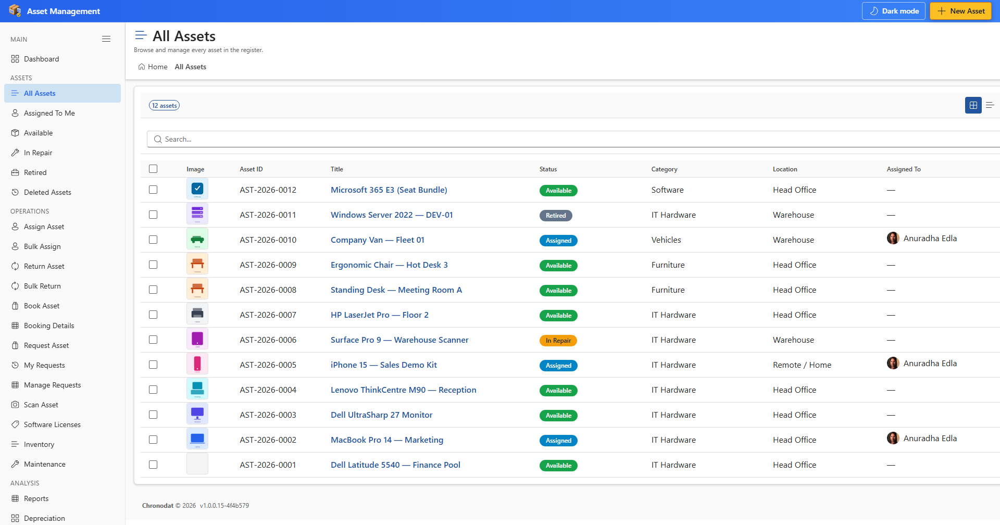 Asset Management
Dark mode
New Asset
MAIN
Dashboard
ASSETS
All Assets
Assigned To Me
Available
In Repair
Retired
Deleted Assets
OPERATIONS
Assign Asset
Bulk Assign
Return Asset
Bulk Return
Book Asset
Booking Details
Request Asset
My Requests
Manage Requests
Scan Asset
Software Licenses
Inventory
Maintenance
ANALYSIS
Reports
Depreciation
All Assets
Browse and manage every asset in the register.
Home All Assets
12 assets
Search...
Image Asset ID Title Status Category Location Assigned To
AST-2026-0012 Microsoft 365 E3 (Seat Bundle) Available Software Head Office —
AST-2026-0011 Windows Server 2022 — DEV-01 Retired IT Hardware Warehouse —
AST-2026-0010 Company Van — Fleet 01 Assigned Vehicles Warehouse Anuradha Edla
AST-2026-0009 Ergonomic Chair — Hot Desk 3 Available Furniture Head Office —
AST-2026-0008 Standing Desk — Meeting Room A Available Furniture Head Office —
AST-2026-0007 HP LaserJet Pro — Floor 2 Available IT Hardware Head Office —
AST-2026-0006 Surface Pro 9 — Warehouse Scanner In Repair IT Hardware Warehouse —
AST-2026-0005 iPhone 15 — Sales Demo Kit Assigned IT Hardware Remote / Home Anuradha Edla
AST-2026-0004 Lenovo ThinkCentre M90 — Reception Available IT Hardware Head Office —
AST-2026-0003 Dell UltraSharp 27 Monitor Available IT Hardware Head Office —
AST-2026-0002 MacBook Pro 14 — Marketing Assigned IT Hardware Head Office Anuradha Edla
AST-2026-0001 Dell Latitude 5540 — Finance Pool Available IT Hardware Head Office —
Chronodat © 2026 v1.0.0.15-4f4b579